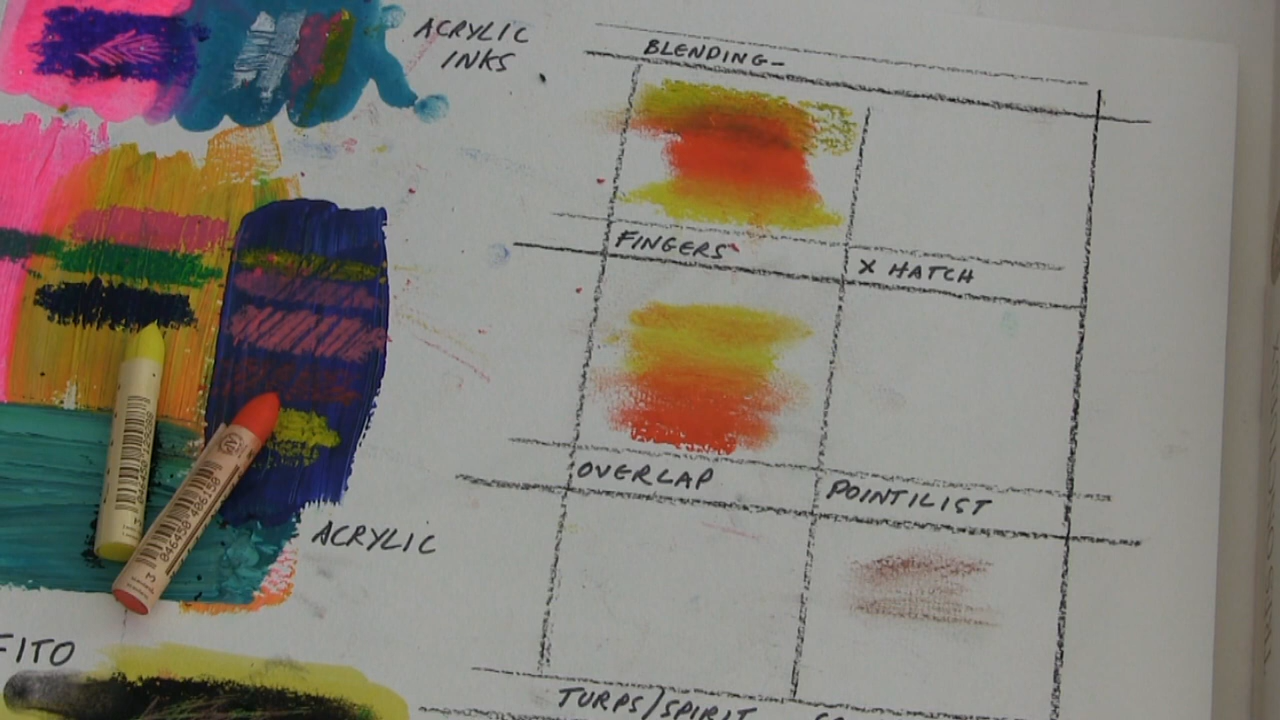 ACRYLIC
INKS
BLENDING-
FINGERS
X HATCH
OVERLAP
POINTILIST
ACRYLIC
FITO
TURPS/SPIRIT